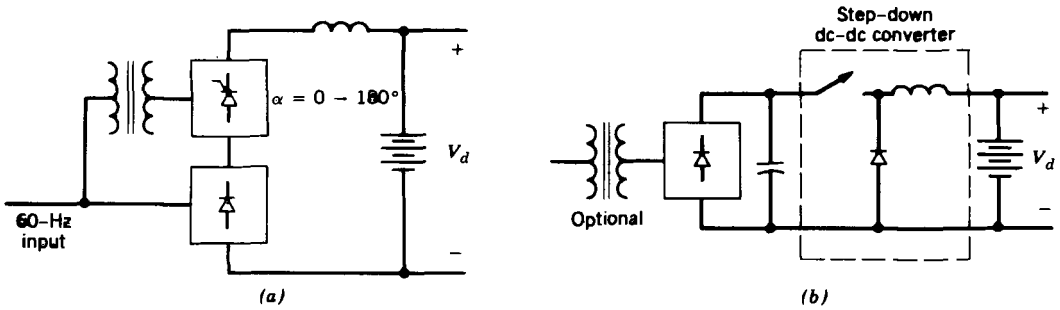 α = 0 – 180°
+
V_d
–
60-Hz
input
(a)
Step-down
dc-dc converter
+
V_d
–
Optional
(b)